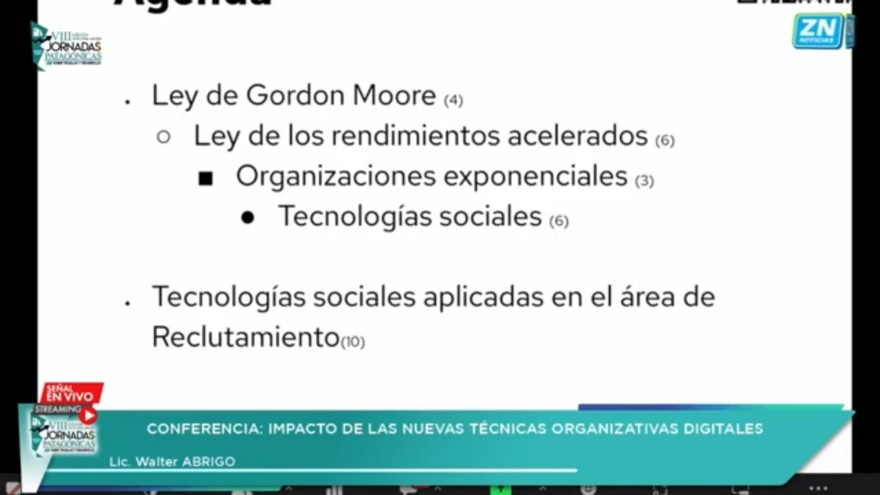 Agenda
VIII
JORNADAS
PATAGÓNICAS
ZN
NOTICIAS
. Ley de Gordon Moore (4)
○ Ley de los rendimientos acelerados (6)
■ Organizaciones exponenciales (3)
● Tecnologías sociales (6)
. Tecnologías sociales aplicadas en el área de
Reclutamiento(10)
SEÑAL
EN VIVO
STREAMING
VIII
JORNADAS
PATAGÓNICAS
CONFERENCIA: IMPACTO DE LAS NUEVAS TÉCNICAS ORGANIZATIVAS DIGITALES
Lic. Walter ABRIGO